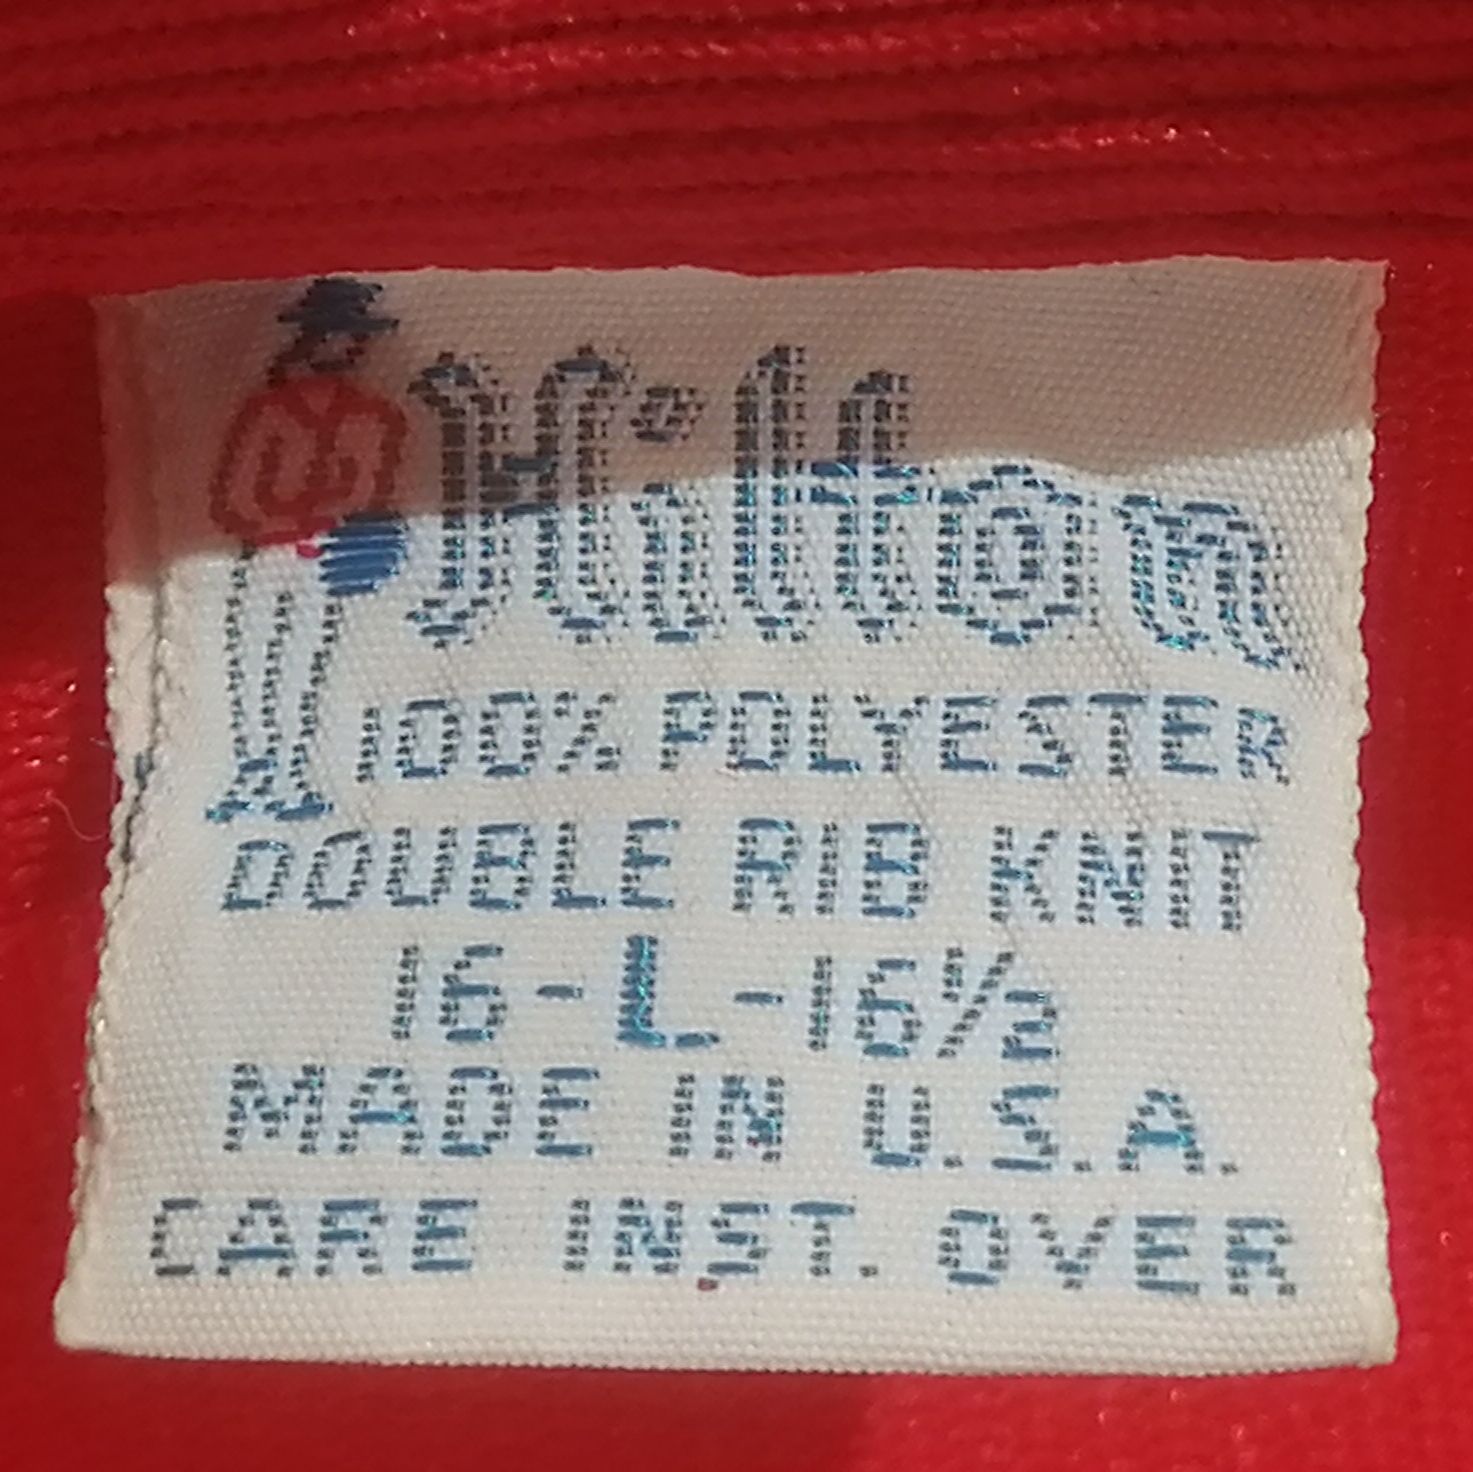 Hilton
100% POLYESTER
DOUBLE RIB KNIT
16-L-16½
MADE IN U.S.A.
CARE INST. OVER